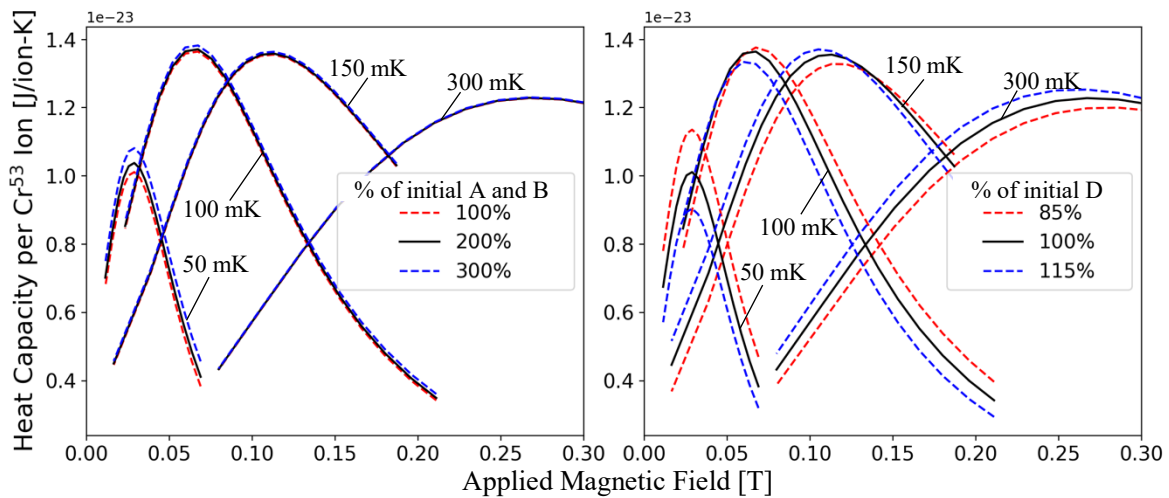 1e−23
1e−23
Heat Capacity per Cr53 Ion [J/ion-K]
1.4
1.2
1.0
0.8
0.6
0.4
150 mK
300 mK
100 mK
50 mK
% of initial A and B
100%
200%
300%
0.00 0.05 0.10 0.15 0.20 0.25 0.30
1.4
1.2
1.0
0.8
0.6
0.4
150 mK
300 mK
100 mK
50 mK
% of initial D
85%
100%
115%
0.00 0.05 0.10 0.15 0.20 0.25 0.30
Applied Magnetic Field [T]